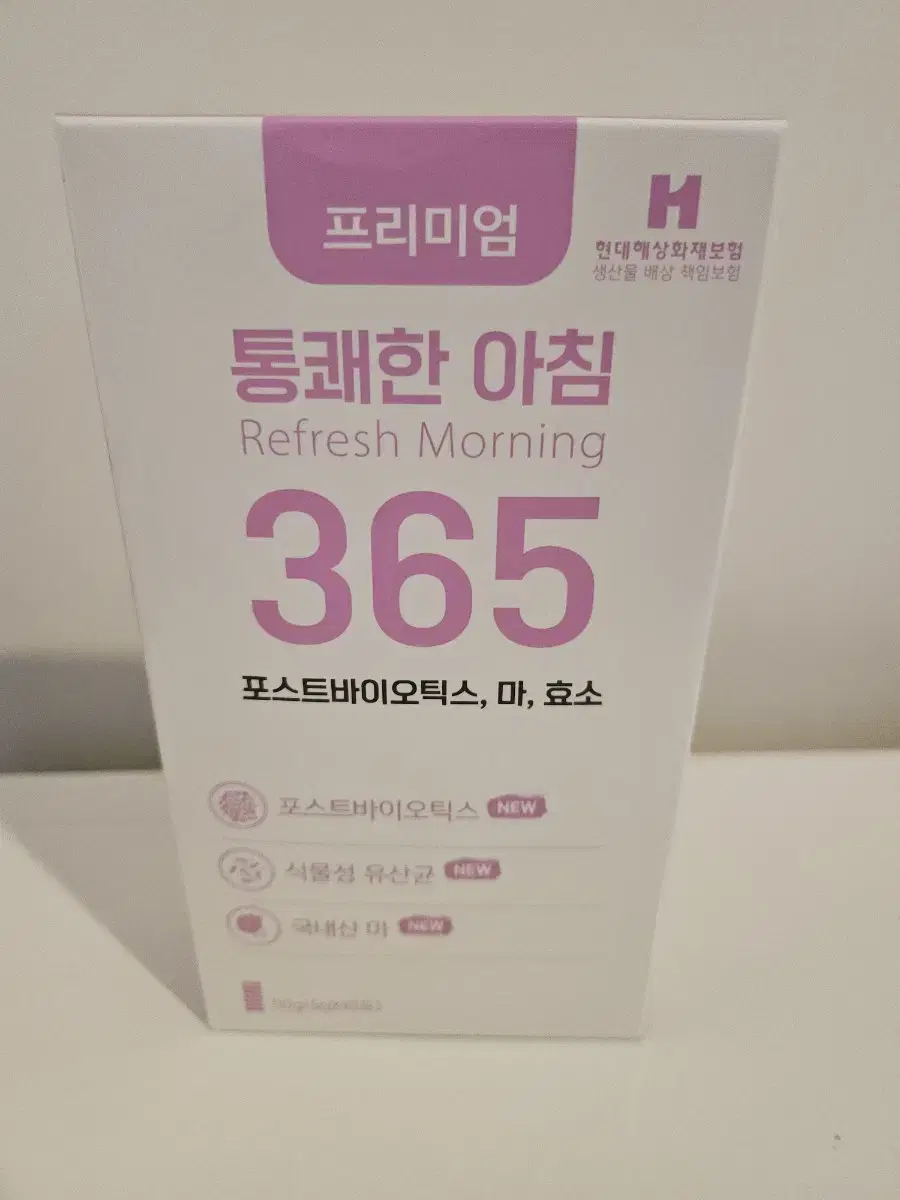 프리미엄
현대해상화재보험
생산물 배상 책임보험
통쾌한 아침
Refresh Morning
365
포스트바이오틱스, 마, 효소
포스트바이오틱스 NEW
식물성 유산균 NEW
국내산 마 NEW